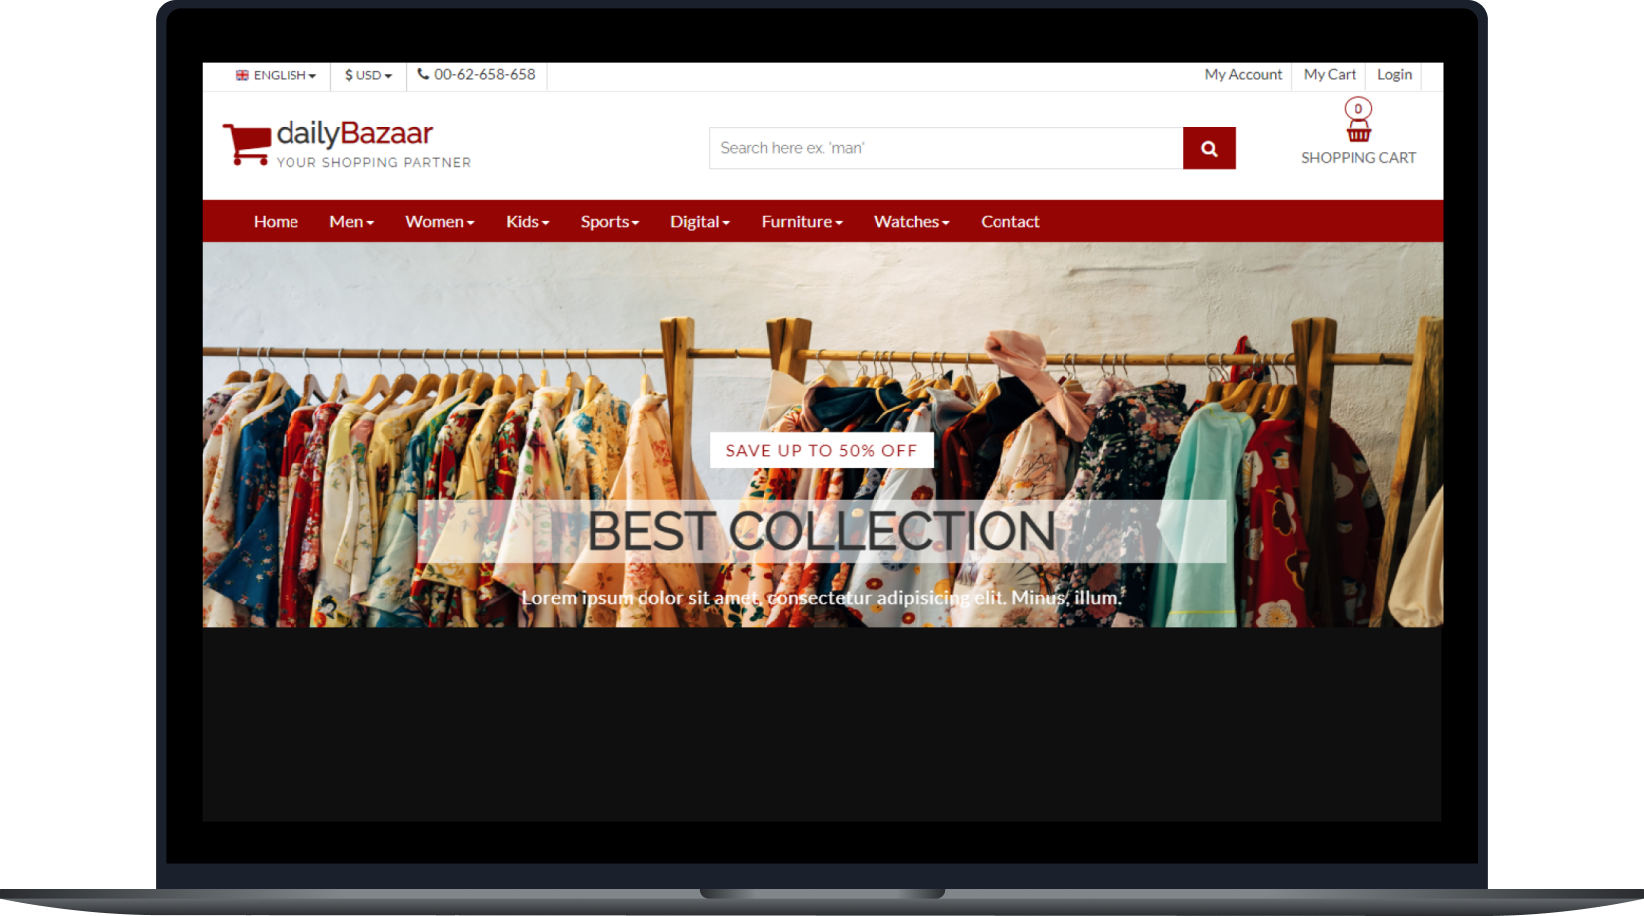 ENGLISH
$ USD
00-62-658-658
My Account
My Cart
Login
dailyBazaar
YOUR SHOPPING PARTNER
Search here ex. 'man'
0
SHOPPING CART
Home
Men
Women
Kids
Sports
Digital
Furniture
Watches
Contact
SAVE UP TO 50% OFF
BEST COLLECTION
Lorem ipsum dolor sit amet, consectetur adipisicing elit. Minus, illum.